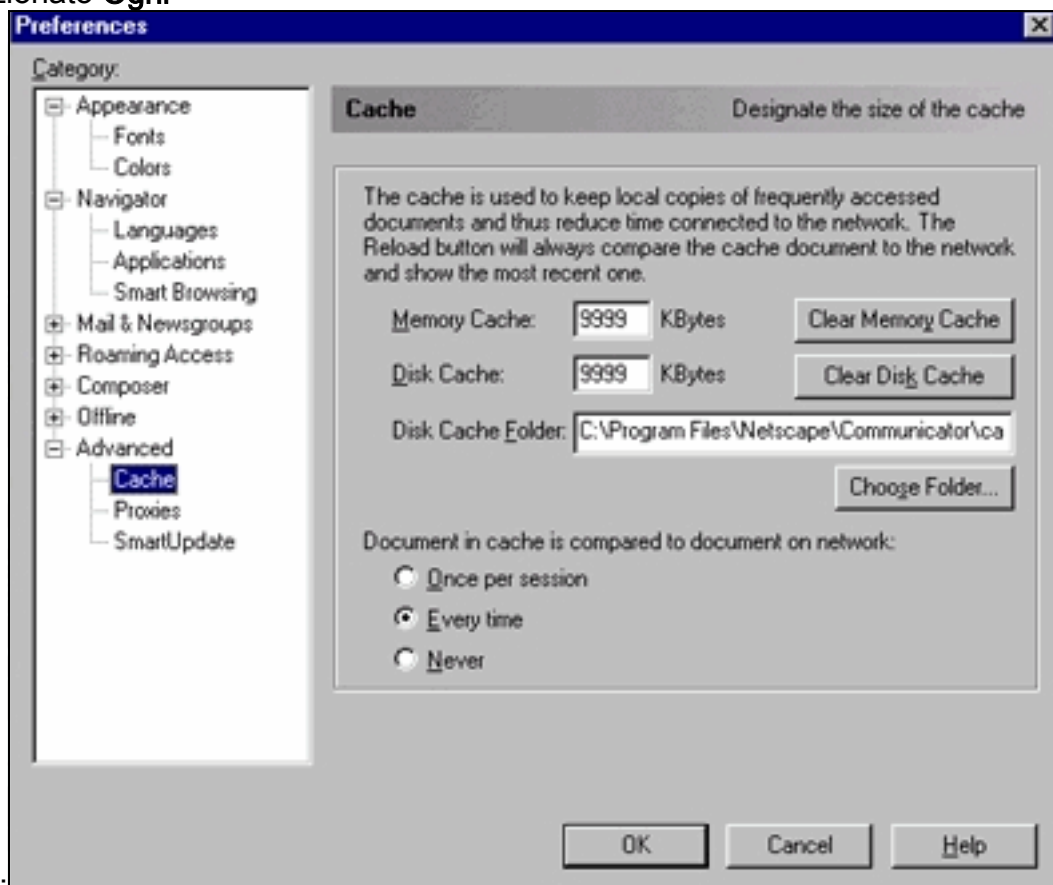 Ogni
Preferences
Category:
Appearance
Fonts
Colors
Navigator
Languages
Applications
Smart Browsing
Mail & Newsgroups
Roaming Access
Composer
Offline
Advanced
Cache
Proxies
SmartUpdate
Cache Designate the size of the cache
The cache is used to keep local copies of frequently accessed
documents and thus reduce time connected to the network. The
Reload button will always compare the cache document to the network
and show the most recent one.
Memory Cache: 9999 KBytes Clear Memory Cache
Disk Cache: 9999 KBytes Clear Disk Cache
Disk Cache Folder: C:\Program Files\Netscape\Communicator\ca
Choose Folder...
Document in cache is compared to document on network:
Once per session
Every time
Never
OK Cancel Help